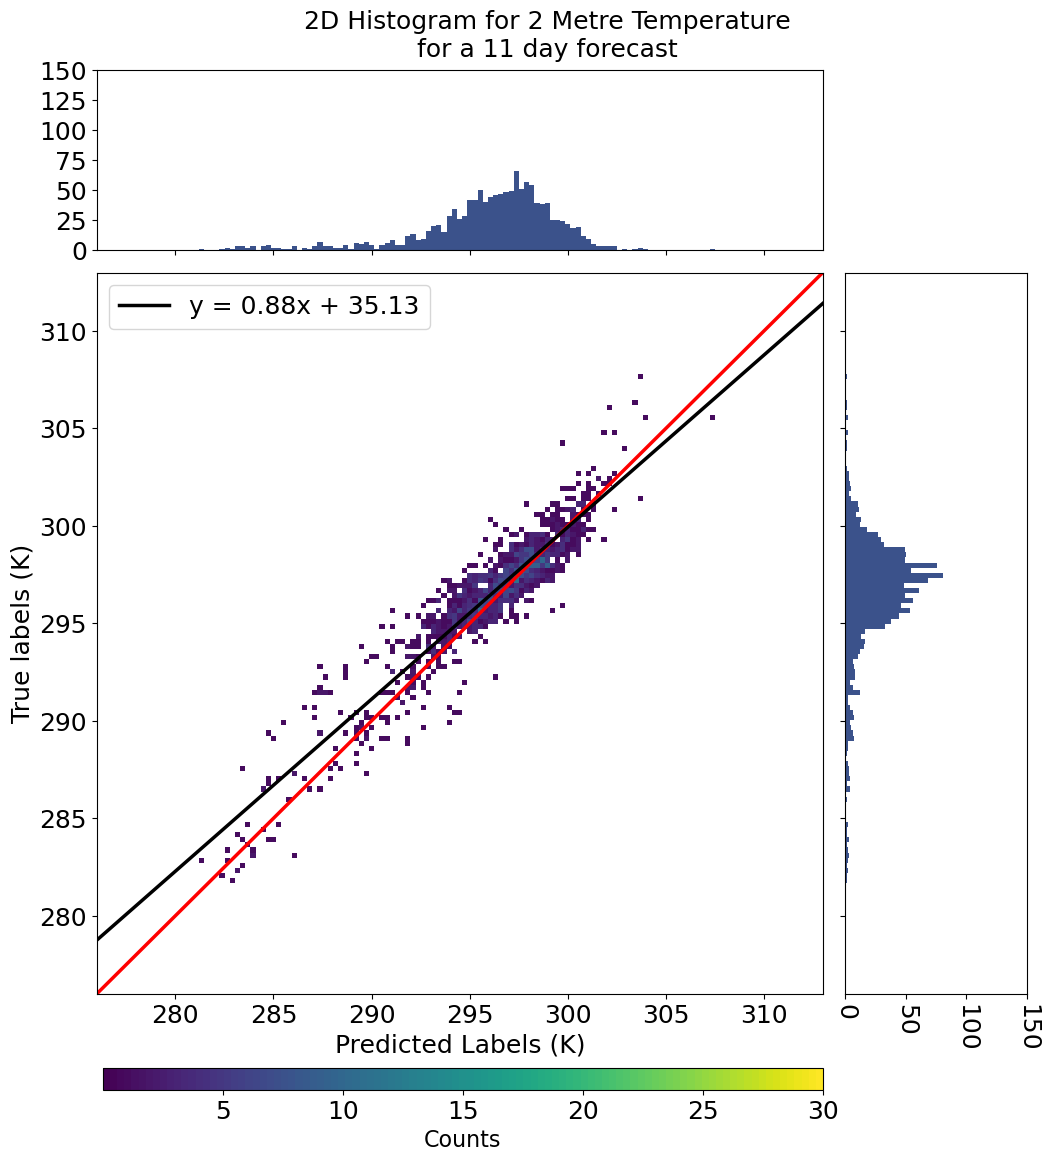 2D Histogram for 2 Metre Temperature
for a 11 day forecast
150
125
100
75
50
25
0
y = 0.88x + 35.13
310
305
300
295
290
285
280
True labels (K)
280 285 290 295 300 305 310
Predicted Labels (K)
0 50 100 150
5 10 15 20 25 30
Counts